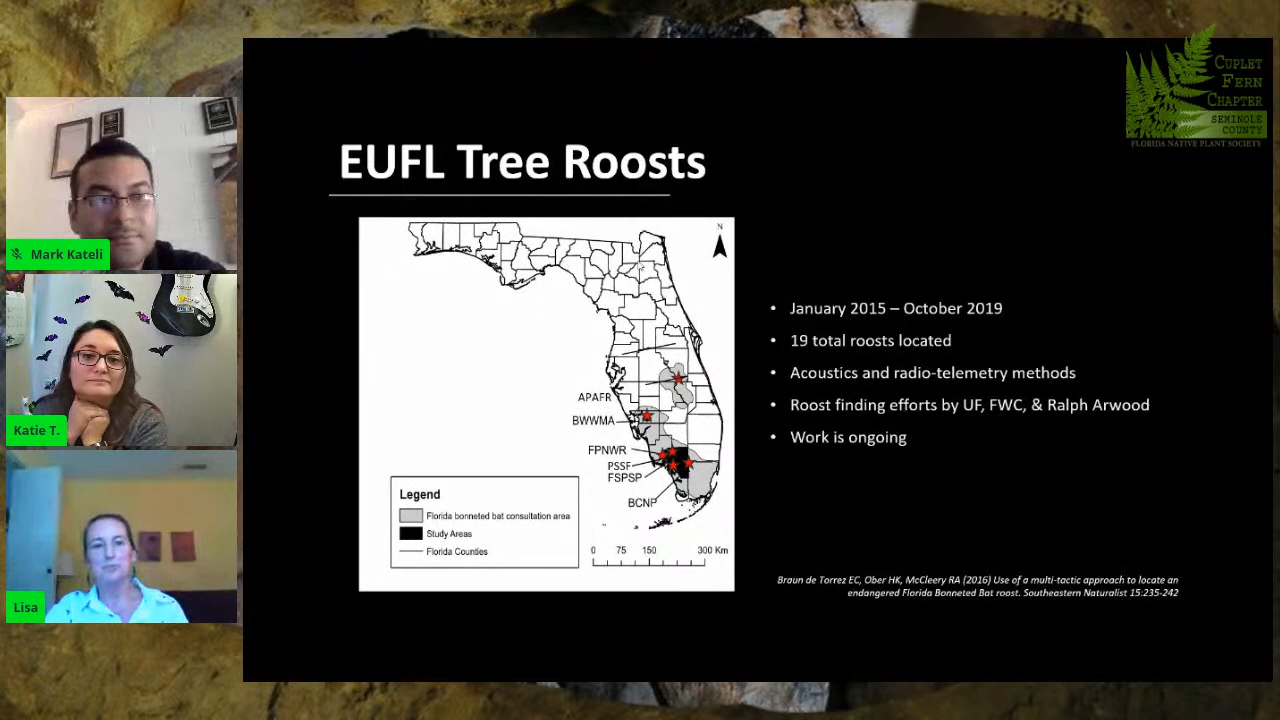 CUPLET
FERN
CHAPTER
SEMINOLE
COUNTY
FLORIDA NATIVE PLANT SOCIETY
Mark Kateli
Katie T.
Lisa
EUFL Tree Roosts
N
APAFR
BWWMA
FPNWR
PSSF
FSPSP
BCNP
Legend
Florida bonneted bat consultation area
Study Areas
Florida Counties
0 75 150 300 Km
• January 2015 – October 2019
• 19 total roosts located
• Acoustics and radio-telemetry methods
• Roost finding efforts by UF, FWC, & Ralph Arwood
• Work is ongoing
Braun de Torrez EC, Ober HK, McCleery RA (2016) Use of a multi-tactic approach to locate an
endangered Florida Bonneted Bat roost. Southeastern Naturalist 15:235-242